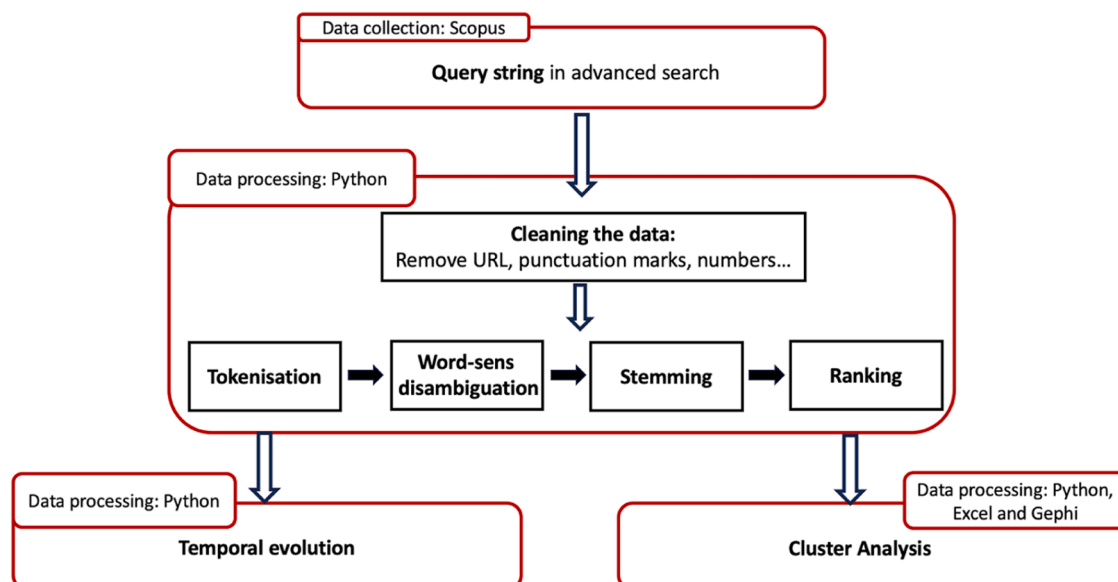 Data collection: Scopus
Query string in advanced search
Data processing: Python
Cleaning the data:
Remove URL, punctuation marks, numbers...
Tokenisation
Word-sens
disambiguation
Stemming
Ranking
Data processing: Python
Temporal evolution
Data processing: Python,
Excel and Gephi
Cluster Analysis